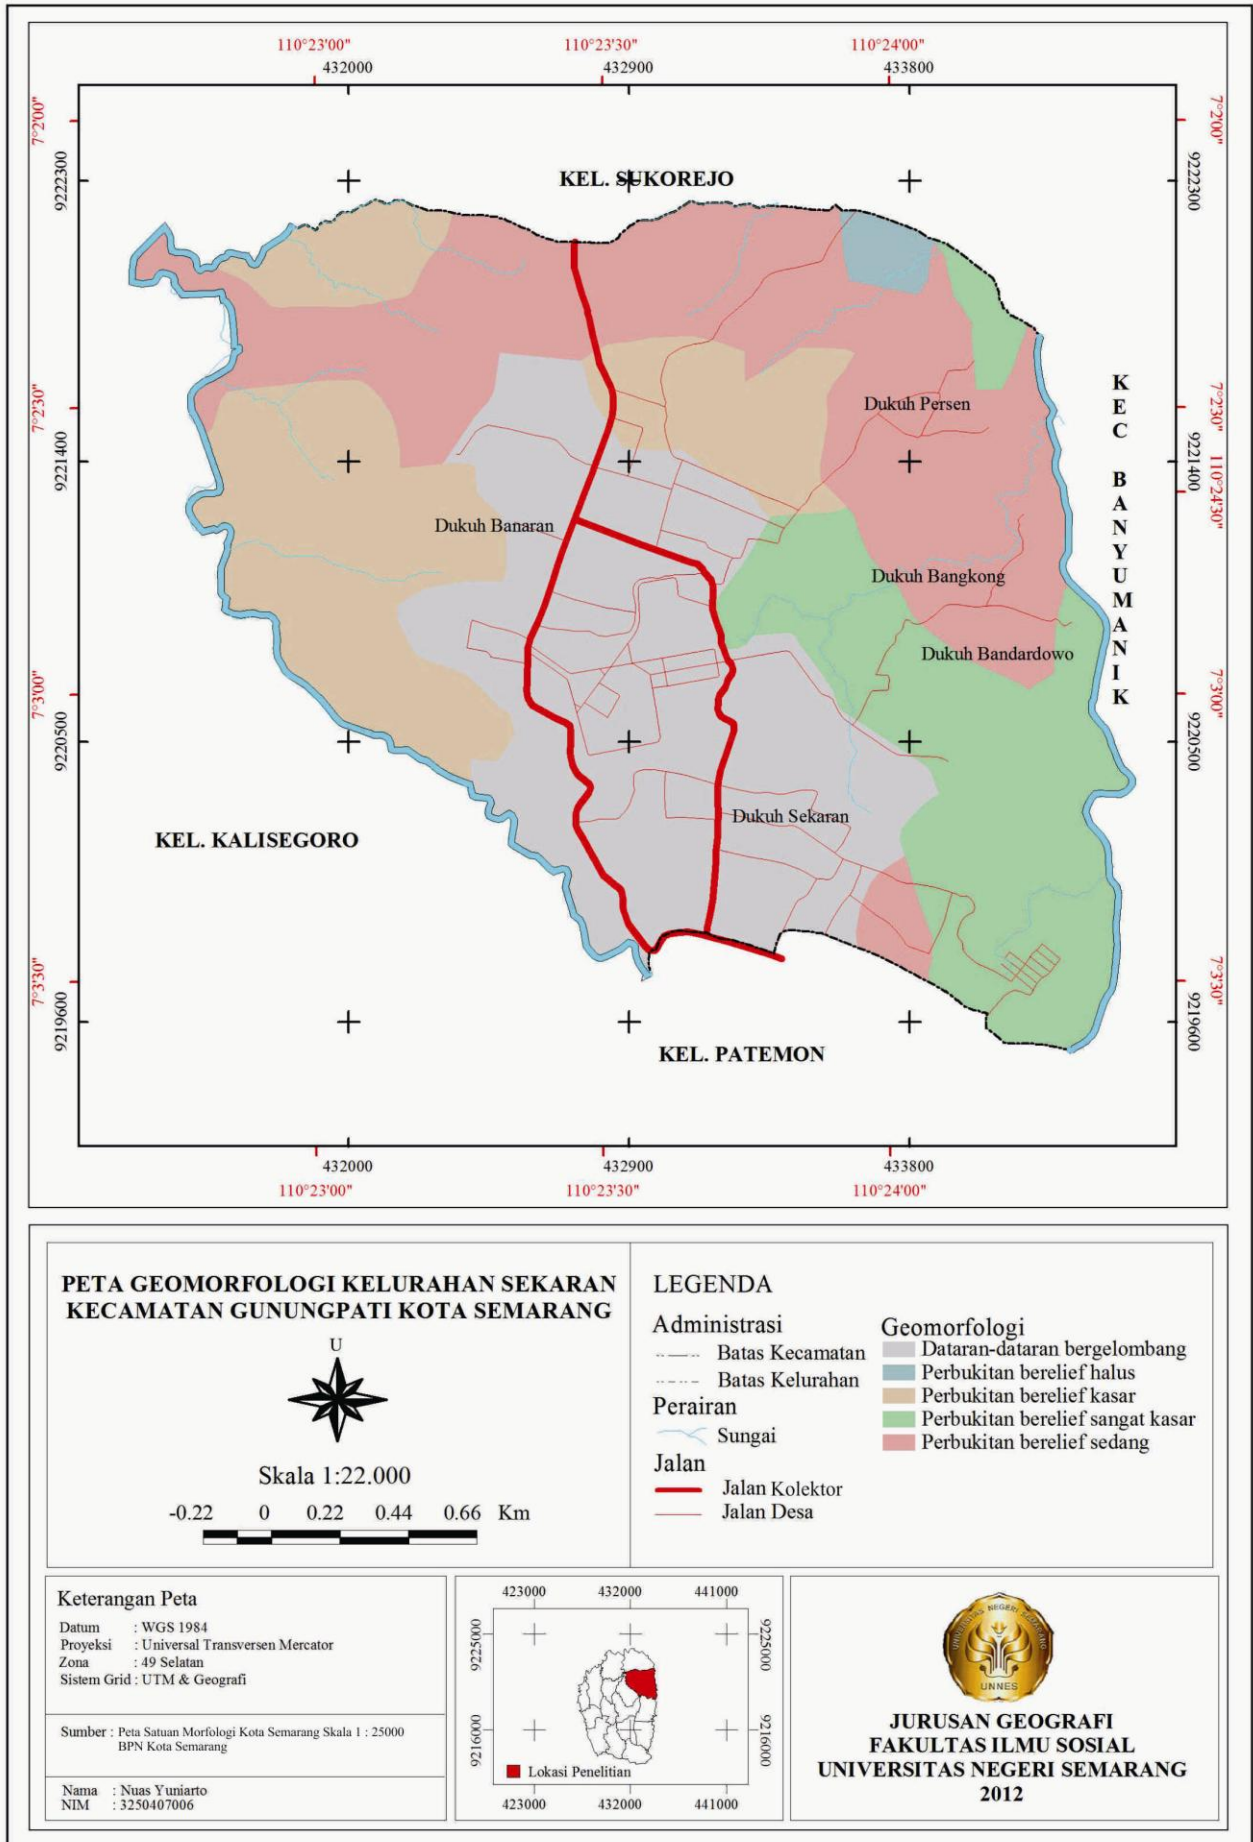 110°23'00" 110°23'30" 110°24'00"
432000 432900 433800
7°2'00" 7°2'00"
9222300 9222300
KEL. SUKOREJO
7°2'30" 7°2'30"
Dukuh Persen
KEC BANYUMANIK
9221400 9221400
110°24'30"
Dukuh Banaran
Dukuh Bangkong
Dukuh Bandardowo
7°3'00" 7°3'00"
9220500 9220500
Dukuh Sekaran
KEL. KALISEGORO
7°3'30" 7°3'30"
9219600 9219600
KEL. PATEMON
432000 432900 433800
110°23'00" 110°23'30" 110°24'00"
PETA GEOMORFOLOGI KELURAHAN SEKARAN
KECAMATAN GUNUNGPATI KOTA SEMARANG
U
Skala 1:22.000
-0.22 0 0.22 0.44 0.66 Km
LEGENDA
Administrasi
Batas Kecamatan
Batas Kelurahan
Perairan
Sungai
Jalan
Jalan Kolektor
Jalan Desa
Geomorfologi
Dataran-dataran bergelombang
Perbukitan berelief halus
Perbukitan berelief kasar
Perbukitan berelief sangat kasar
Perbukitan berelief sedang
Keterangan Peta
Datum : WGS 1984
Proyeksi : Universal Transversen Mercator
Zona : 49 Selatan
Sistem Grid : UTM & Geografi
Sumber : Peta Satuan Morfologi Kota Semarang Skala 1 : 25000
BPN Kota Semarang
Nama : Nuas Yuniarto
NIM : 3250407006
423000 432000 441000
9225000 9225000
9216000 9216000
Lokasi Penelitian
423000 432000 441000
UNIVERSITAS NEGERI SEMARANG
UNNES
JURUSAN GEOGRAFI
FAKULTAS ILMU SOSIAL
UNIVERSITAS NEGERI SEMARANG
2012